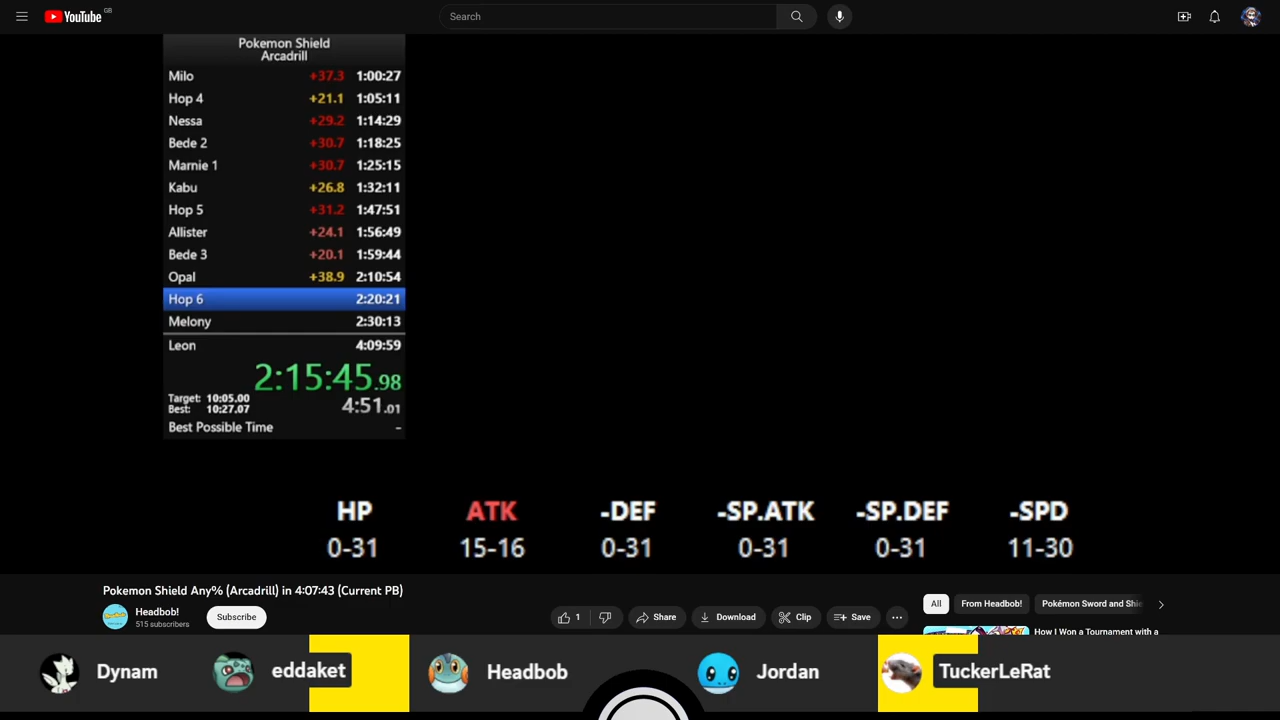 YouTube GB
Search
Pokemon Shield
Arcadrill
Milo +37.3 1:00:27
Hop 4 +21.1 1:05:11
Nessa +29.2 1:14:29
Bede 2 +30.7 1:18:25
Marnie 1 +30.7 1:25:15
Kabu +26.8 1:32:11
Hop 5 +31.2 1:47:51
Allister +24.1 1:56:49
Bede 3 +20.1 1:59:44
Opal +38.9 2:10:54
Hop 6 2:20:21
Melony 2:30:13
Leon 4:09:59
2:15:45.98
Target: 10:05.00
Best: 10:27.07 4:51.01
Best Possible Time -
HP ATK -DEF -SP.ATK -SP.DEF -SPD
0-31 15-16 0-31 0-31 0-31 11-30
Pokemon Shield Any% (Arcadrill) in 4:07:43 (Current PB)
Headbob!
515 subscribers
Subscribe
1 Share Download Clip Save
All From Headbob! Pokémon Sword and Shie
How I Won a Tournament with a
Dynam eddaket Headbob Jordan TuckerLeRat